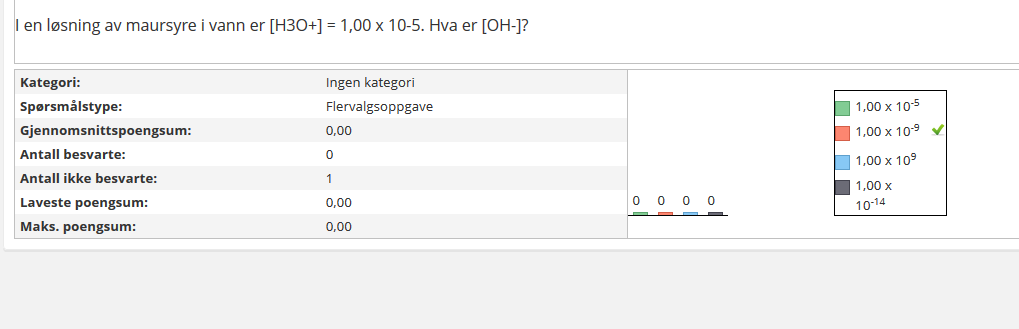 I en løsning av maursyre i vann er [H3O+] = 1,00 x 10-5. Hva er [OH-]?
Kategori: Ingen kategori
Spørsmålstype: Flervalgsoppgave
Gjennomsnittspoengsum: 0,00
Antall besvarte: 0
Antall ikke besvarte: 1
Laveste poengsum: 0,00
Maks. poengsum: 0,00
0 0 0 0
1,00 x 10⁻⁵
1,00 x 10⁻⁹
1,00 x 10⁹
1,00 x
10⁻¹⁴